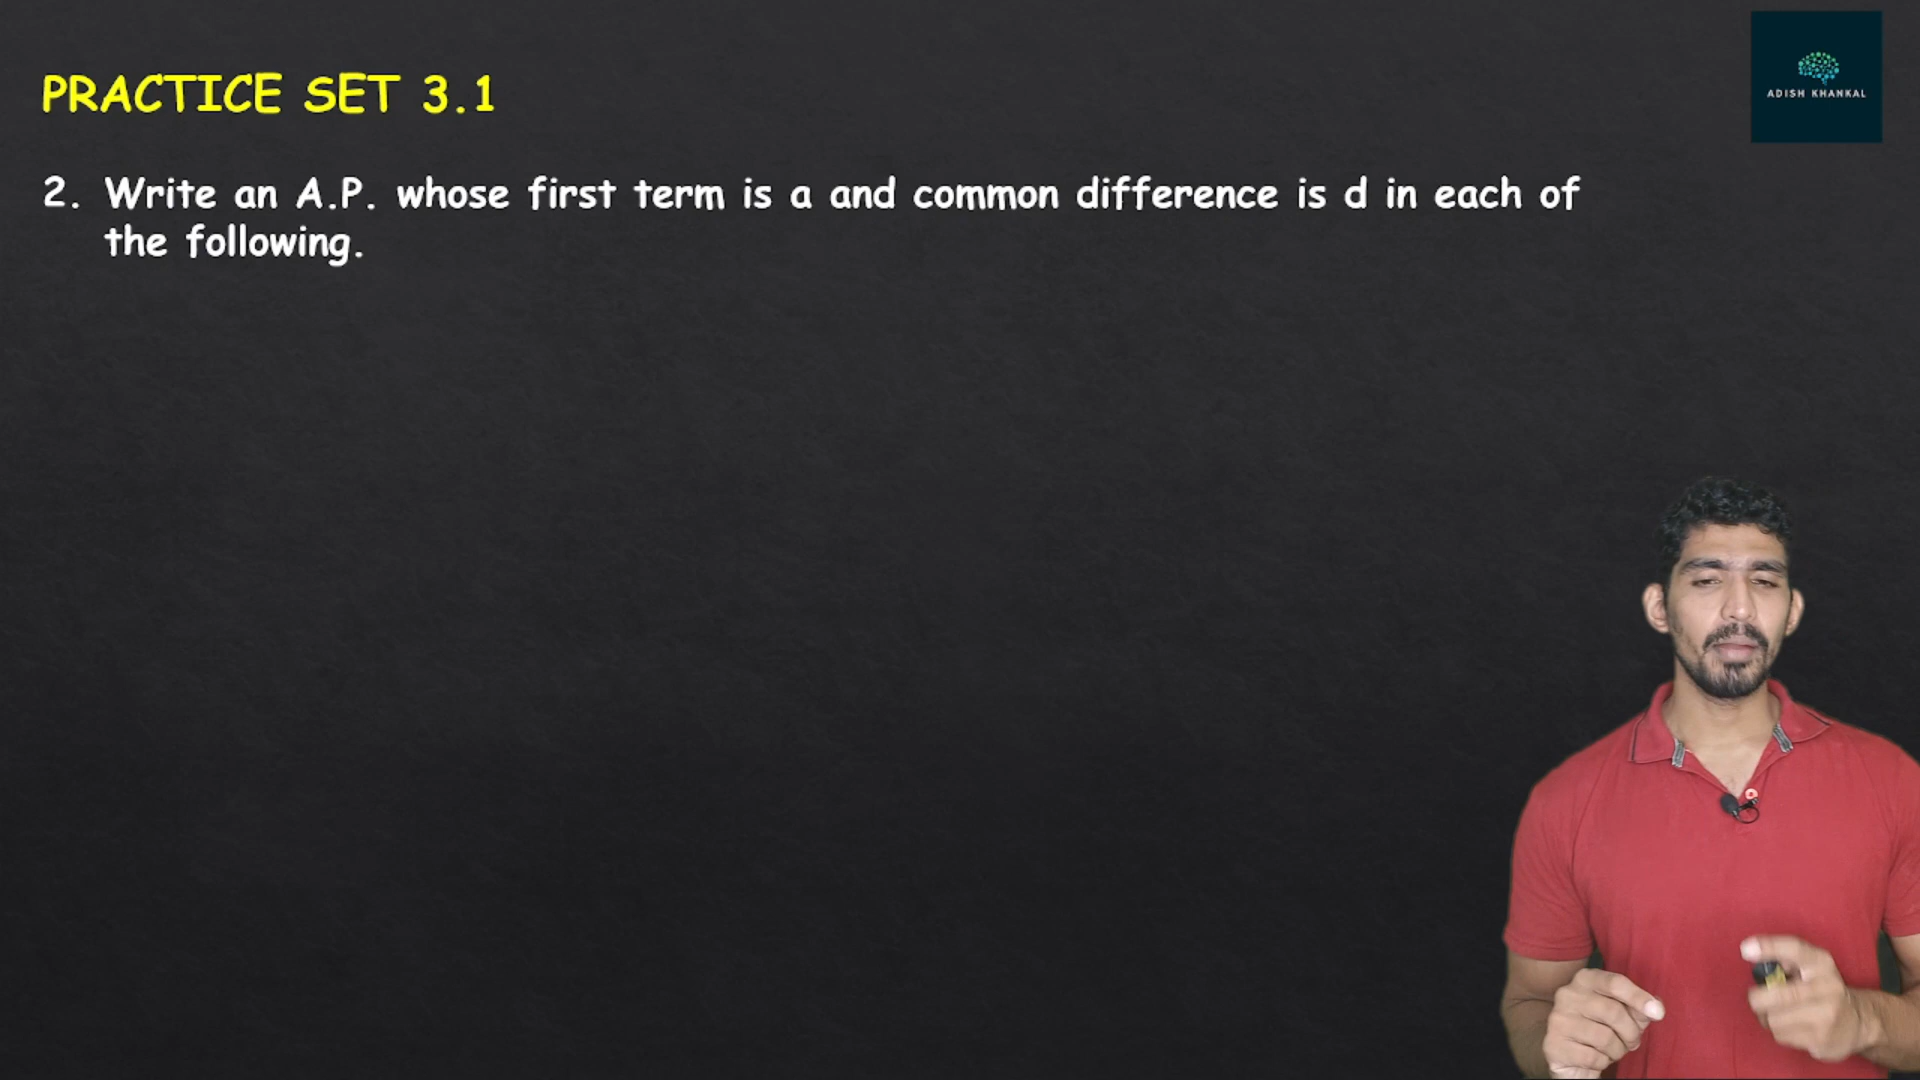 ADISH KHANKAL
PRACTICE SET 3.1
2. Write an A.P. whose first term is a and common difference is d in each of
the following.